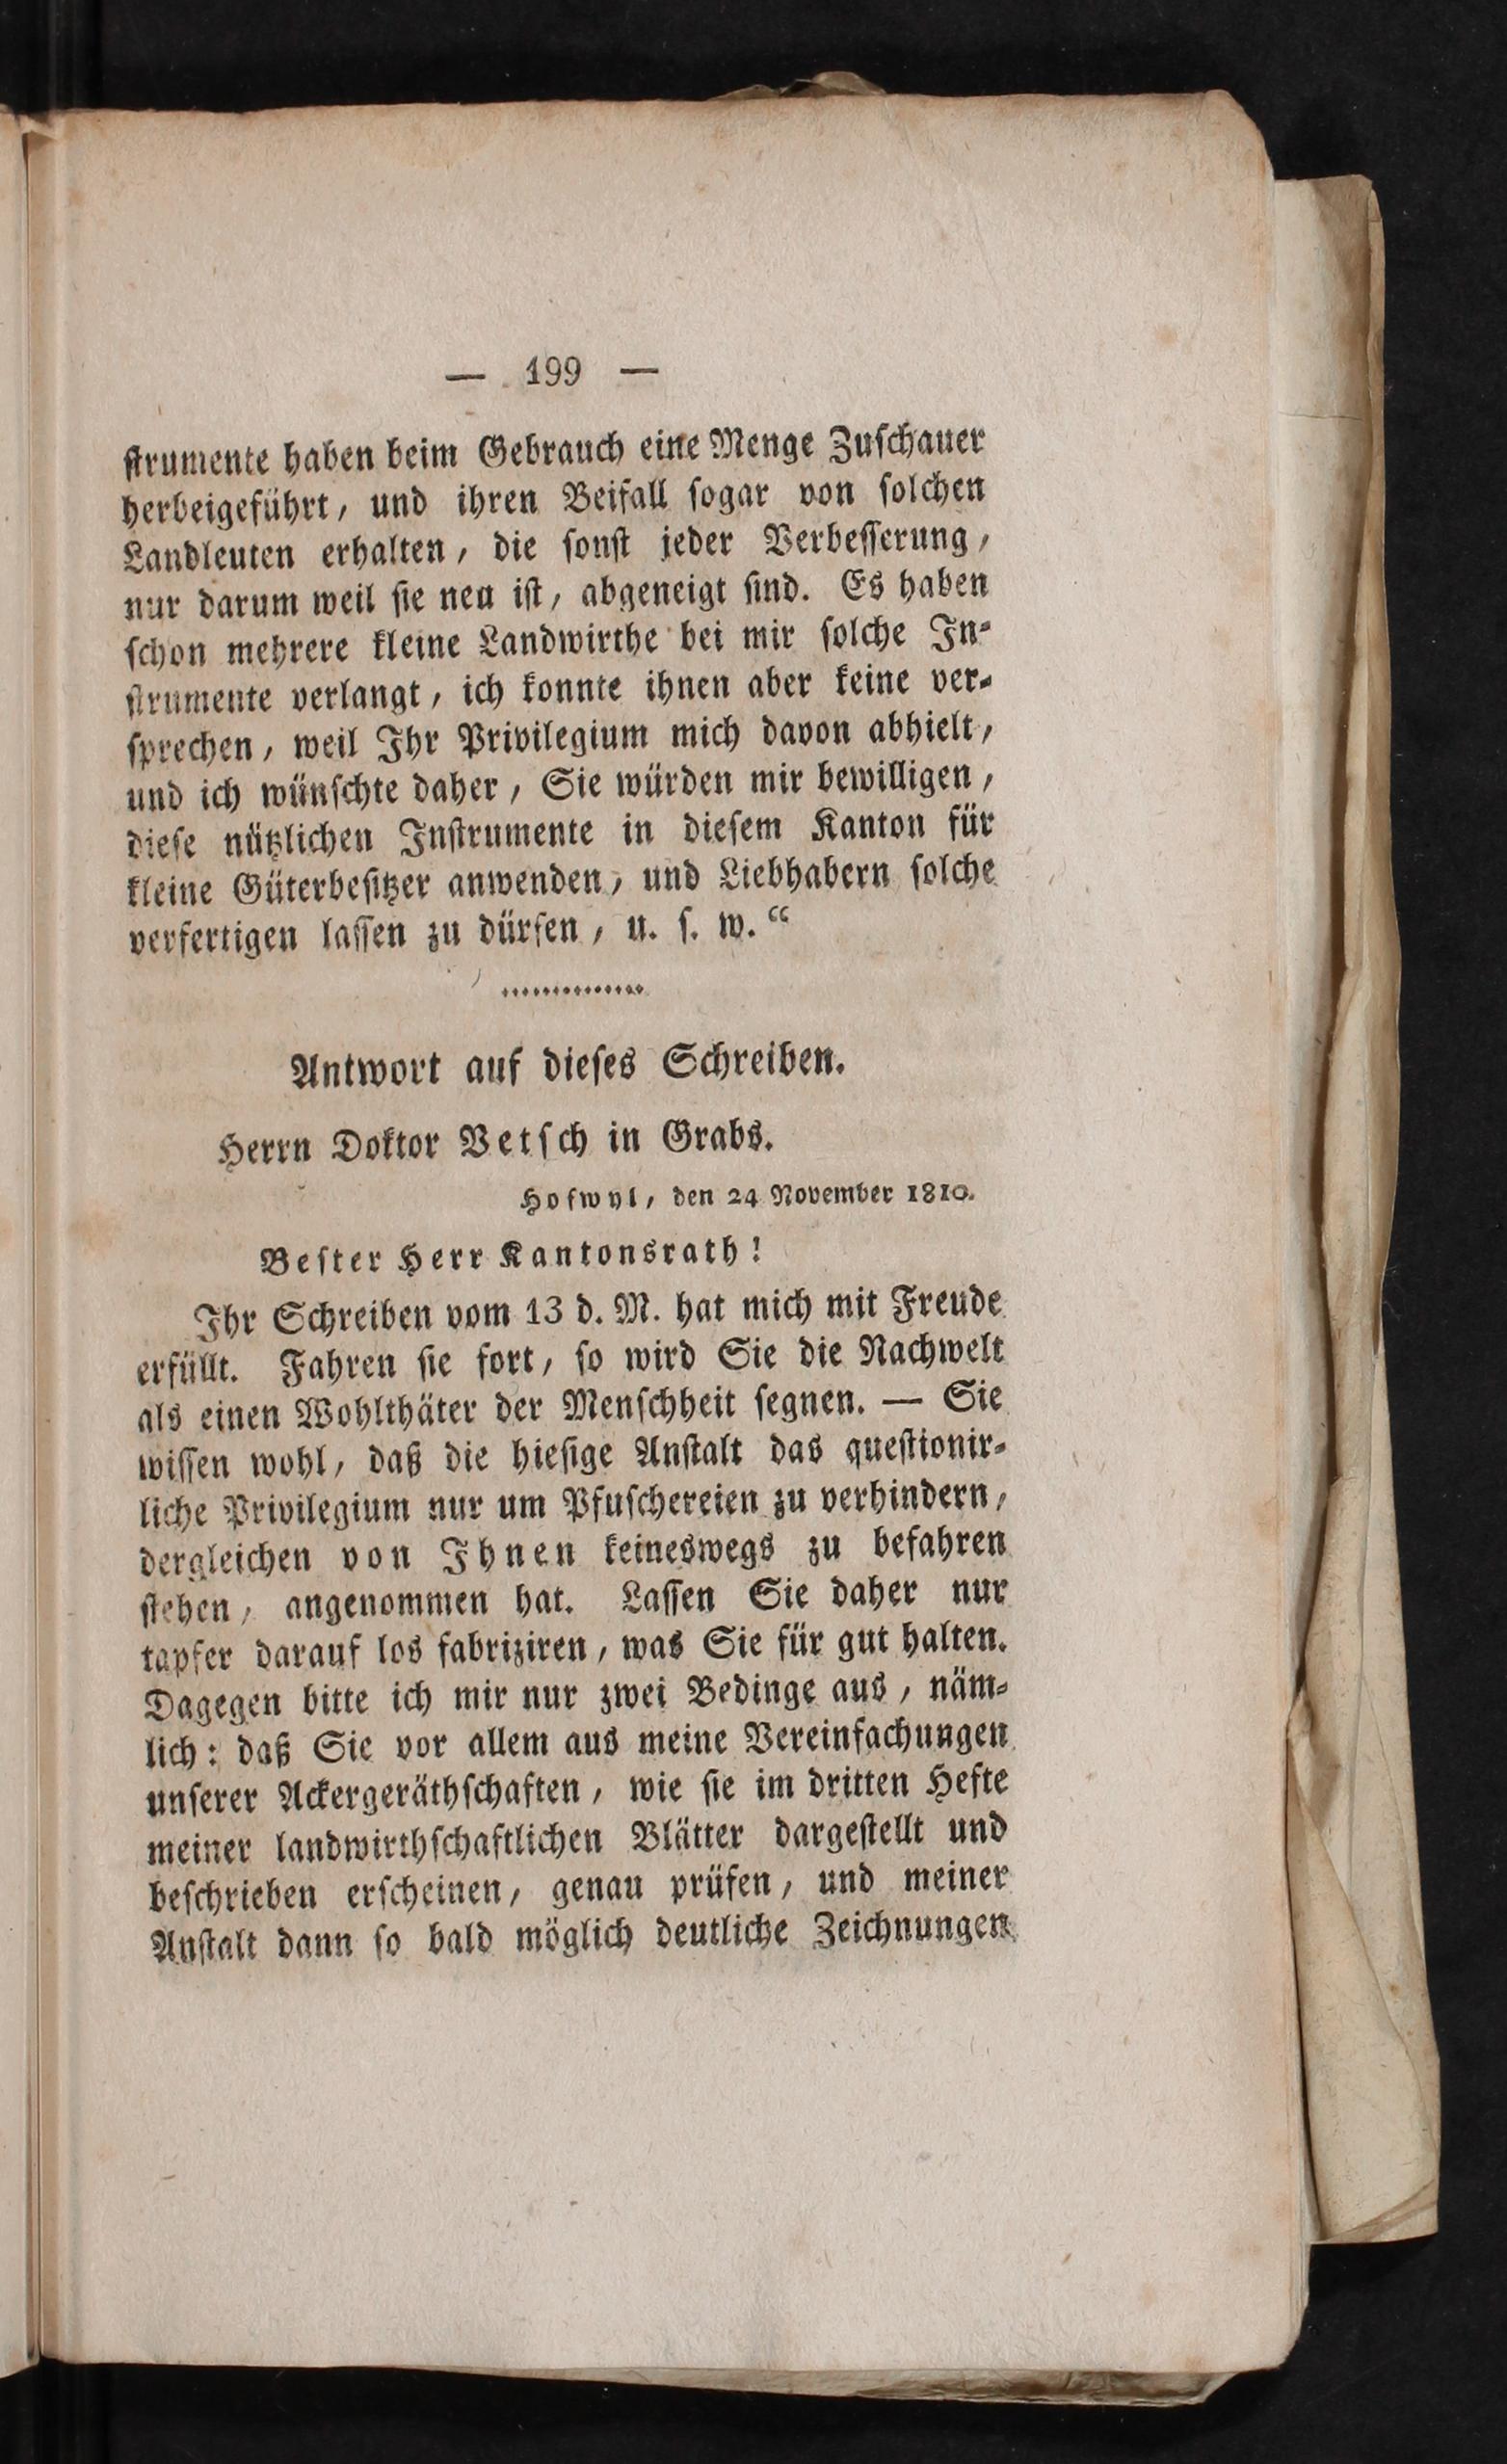 — 199 —
ſtrumente haben beim Gebrauch eine Menge Zuſchauer
herbeigeführt, und ihren Beifall ſogar von ſolchen
Landleuten erhalten, die ſonſt jeder Verbeſſerung,
nur darum weil ſie neu iſt, abgeneigt ſind. Es haben
ſchon mehrere kleine Landwirthe bei mir ſolche In-
ſtrumente verlangt, ich konnte ihnen aber keine ver-
ſprechen, weil Ihr Privilegium mich davon abhielt,
und ich wünſchte daher, Sie würden mir bewilligen,
dieſe nützlichen Inſtrumente in dieſem Kanton für
kleine Güterbeſitzer anwenden, und Liebhabern ſolche
verfertigen laſſen zu dürfen, u. ſ. w.“
Antwort auf dieſes Schreiben.
Herrn Doktor Vetſch in Grabs.
Hofwyl, den 24 November 1810.
Beſter Herr Kantonsrath!
Ihr Schreiben vom 13 d. M. hat mich mit Freude
erfüllt. Fahren ſie fort, ſo wird Sie die Nachwelt
als einen Wohlthäter der Menſchheit ſegnen. — Sie
wiſſen wohl, daß die hieſige Anſtalt das queſtionir-
liche Privilegium nur um Pfuſchereien zu verhindern,
dergleichen von Ihnen keineswegs zu befahren
ſtehen, angenommen hat. Laſſen Sie daher nur
tapfer darauf los fabriziren, was Sie für gut halten.
Dagegen bitte ich mir nur zwei Bedinge aus, näm-
lich: daß Sie vor allem aus meine Vereinfachungen
unſerer Ackergeräthſchaften, wie ſie im dritten Hefte
meiner landwirthſchaftlichen Blätter dargeſtellt und
beſchrieben erſcheinen, genau prüfen, und meiner
Anſtalt dann ſo bald möglich deutliche Zeichnungen